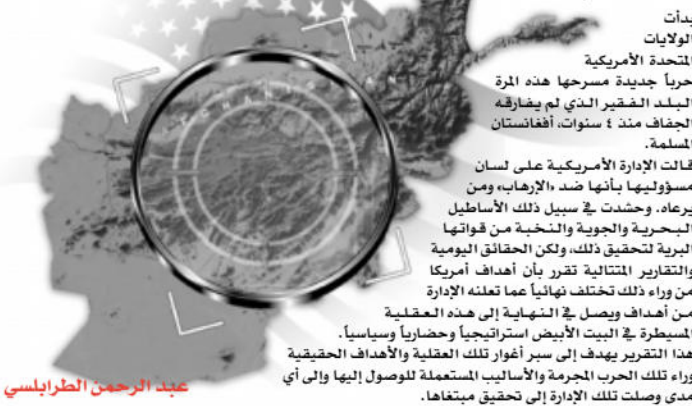 بدأت
الولايات
المتحدة الأمريكية
حرباً جديدة مسرحها هذه المرة
البلد الفقير الذي لم يفارقه
الجفاف منذ ٤ سنوات، أفغانستان
المسلمة.
قالت الإدارة الأمريكية على لسان
مسؤوليها بأنها ضد «الإرهاب» ومن
يرعاه. وحشدت في سبيل ذلك الأساطيل
البحرية والجوية والنخبة من قواتها
البرية لتحقيق ذلك، ولكن الحقائق اليومية
والتقارير المتتالية تقرر بأن أهداف أمريكا
من وراء ذلك تختلف نهائياً عما تعلنه الإدارة
من أهداف ويصل في النهاية إلى هذه العقلية
المسيطرة في البيت الأبيض استراتيجياً وحضارياً وسياسياً.
هذا التقرير يهدف إلى سبر أغوار تلك العقلية والأهداف الحقيقية
وراء تلك الحرب المجرمة والأساليب المستعملة للوصول إليها وإلى أي
مدى وصلت تلك الإدارة إلى تحقيق مبتغاها.
عبد الرحمن الطرابلسي